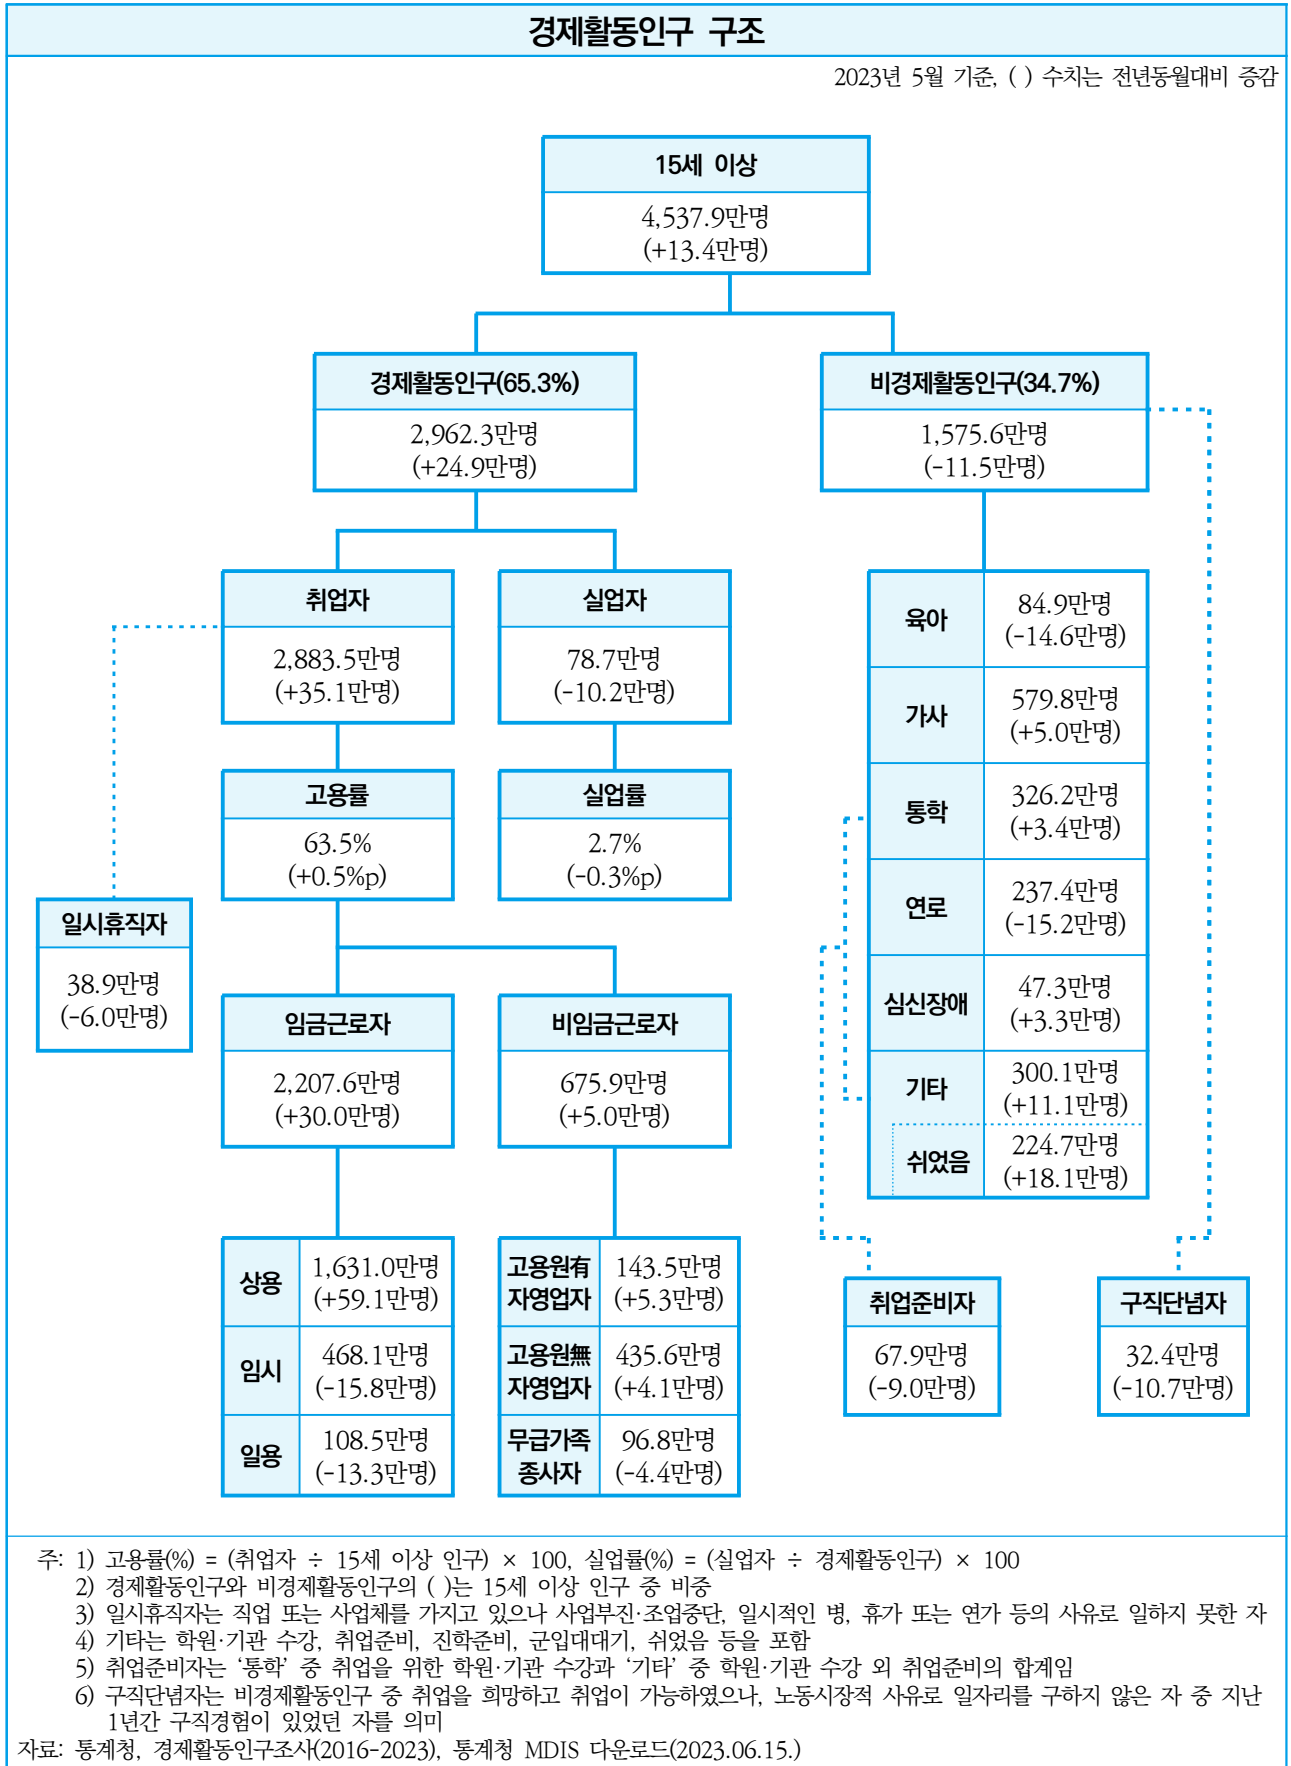 경제활동인구 구조
2023년 5월 기준, ( ) 수치는 전년동월대비 증감
15세 이상
4,537.9만명
(+13.4만명)
경제활동인구(65.3%)
2,962.3만명
(+24.9만명)
비경제활동인구(34.7%)
1,575.6만명
(-11.5만명)
취업자
2,883.5만명
(+35.1만명)
실업자
78.7만명
(-10.2만명)
고용률
63.5%
(+0.5%p)
실업률
2.7%
(-0.3%p)
일시휴직자
38.9만명
(-6.0만명)
임금근로자
2,207.6만명
(+30.0만명)
비임금근로자
675.9만명
(+5.0만명)
상용
1,631.0만명
(+59.1만명)
임시
468.1만명
(-15.8만명)
일용
108.5만명
(-13.3만명)
고용원有
자영업자
143.5만명
(+5.3만명)
고용원無
자영업자
435.6만명
(+4.1만명)
무급가족
종사자
96.8만명
(-4.4만명)
육아
84.9만명
(-14.6만명)
가사
579.8만명
(+5.0만명)
통학
326.2만명
(+3.4만명)
연로
237.4만명
(-15.2만명)
심신장애
47.3만명
(+3.3만명)
기타
300.1만명
(+11.1만명)
쉬었음
224.7만명
(+18.1만명)
취업준비자
67.9만명
(-9.0만명)
구직단념자
32.4만명
(-10.7만명)
주: 1) 고용률(%) = (취업자 ÷ 15세 이상 인구) × 100, 실업률(%) = (실업자 ÷ 경제활동인구) × 100
2) 경제활동인구와 비경제활동인구의 ( )는 15세 이상 인구 중 비중
3) 일시휴직자는 직업 또는 사업체를 가지고 있으나 사업부진·조업중단, 일시적인 병, 휴가 또는 연가 등의 사유로 일하지 못한 자
4) 기타는 학원·기관 수강, 취업준비, 진학준비, 군입대대기, 쉬었음 등을 포함
5) 취업준비자는 ‘통학’ 중 취업을 위한 학원·기관 수강과 ‘기타’ 중 학원·기관 수강 외 취업준비의 합계임
6) 구직단념자는 비경제활동인구 중 취업을 희망하고 취업이 가능하였으나, 노동시장적 사유로 일자리를 구하지 않은 자 중 지난
1년간 구직경험이 있었던 자를 의미
자료: 통계청, 경제활동인구조사(2016-2023), 통계청 MDIS 다운로드(2023.06.15.)